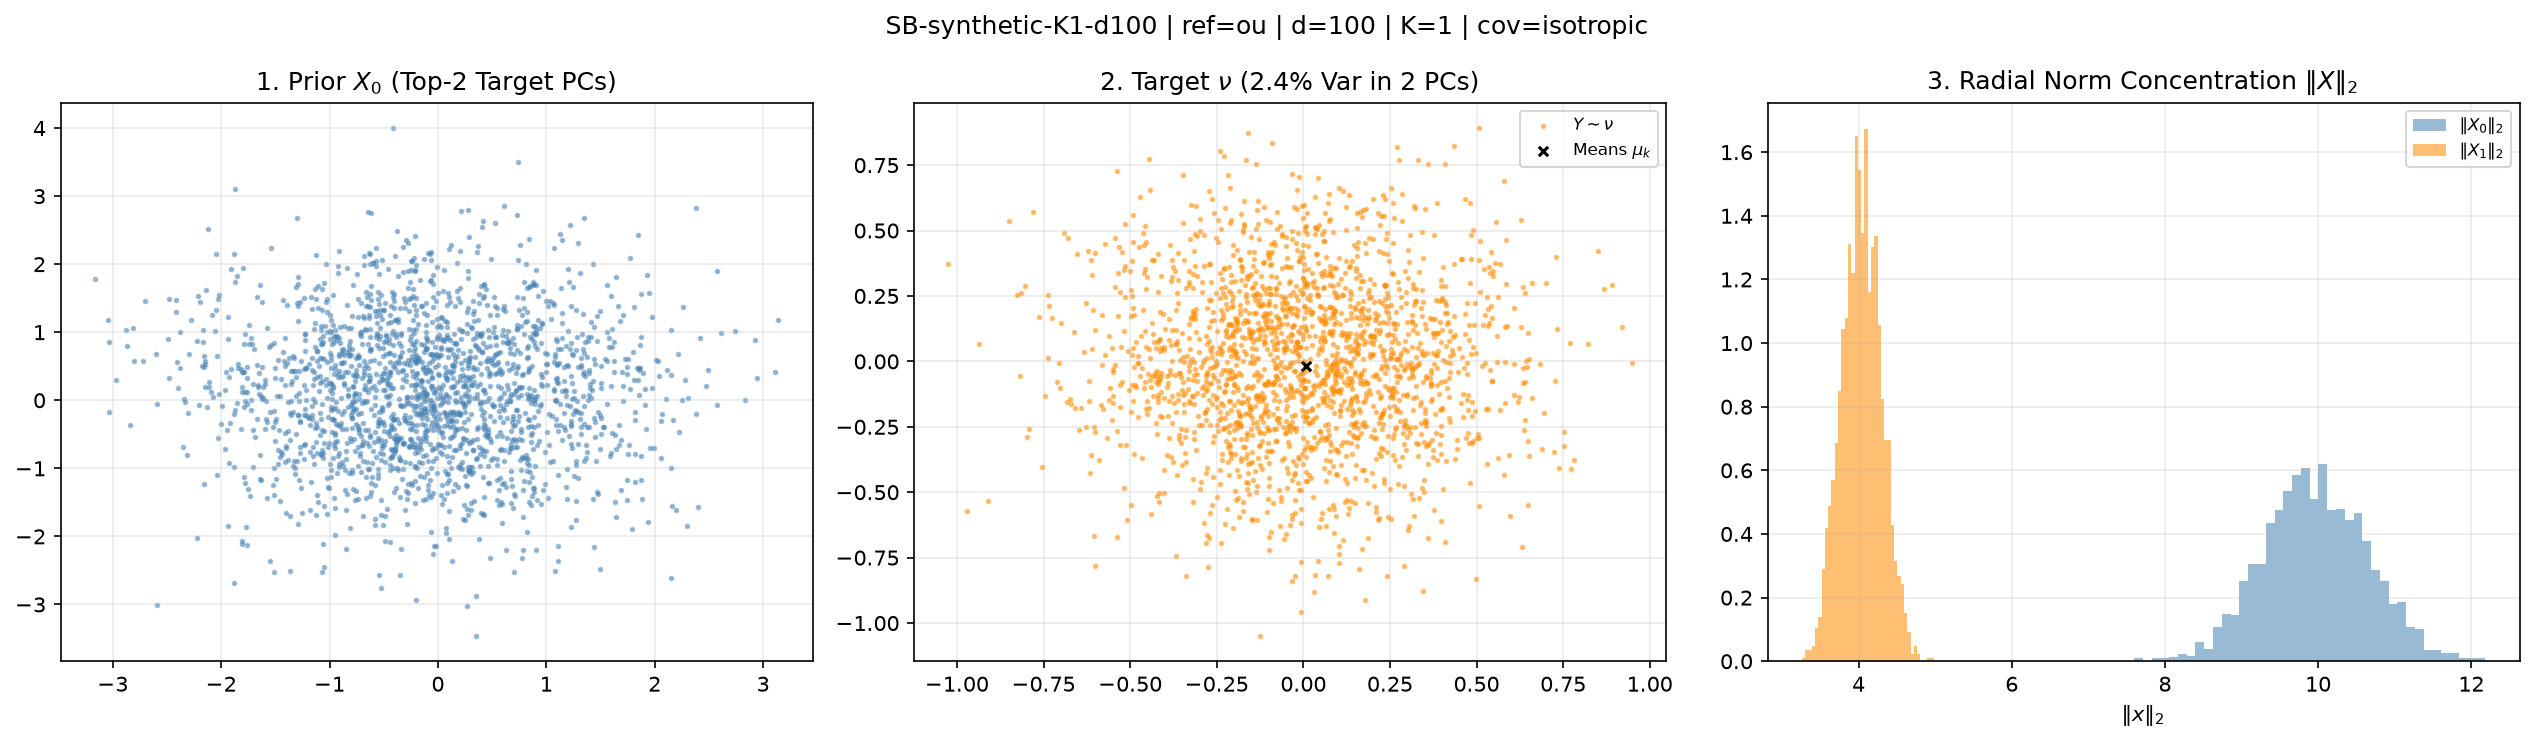 SB-synthetic-K1-d100 | ref=ou | d=100 | K=1 | cov=isotropic
1. Prior X₀ (Top-2 Target PCs)
4
3
2
1
0
−1
−2
−3
−3 −2 −1 0 1 2 3
2. Target ν (2.4% Var in 2 PCs)
Y ~ ν
Means μₖ
0.75
0.50
0.25
0.00
−0.25
−0.50
−0.75
−1.00
−1.00 −0.75 −0.50 −0.25 0.00 0.25 0.50 0.75 1.00
3. Radial Norm Concentration ‖X‖₂
‖X₀‖₂
‖X₁‖₂
1.6
1.4
1.2
1.0
0.8
0.6
0.4
0.2
0.0
4 6 8 10 12
‖x‖₂